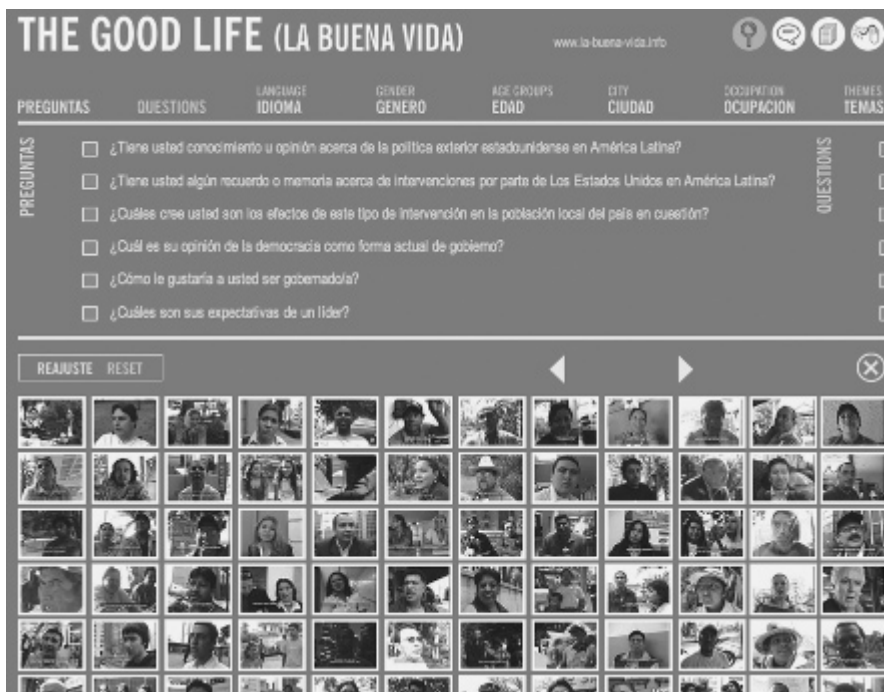 THE GOOD LIFE (LA BUENA VIDA)
www.la-buena-vida.info
PREGUNTAS
QUESTIONS
LANGUAGE
IDIOMA
GENDER
GENERO
AGE GROUPS
EDAD
CITY
CIUDAD
OCCUPATION
OCUPACIÓN
THEMES
TEMAS
PREGUNTAS
¿Tiene usted conocimiento u opinión acerca de la política exterior estadounidense en América Latina?
¿Tiene usted algún recuerdo o memoria acerca de intervenciones por parte de Los Estados Unidos en América Latina?
¿Cuáles cree usted son los efectos de este tipo de intervención en la población local del país en cuestión?
¿Cuál es su opinión de la democracia como forma actual de gobierno?
¿Cómo le gustaría a usted ser gobernado/a?
¿Cuáles son sus expectativas de un líder?
QUESTIONS
REAJUSTE RESET